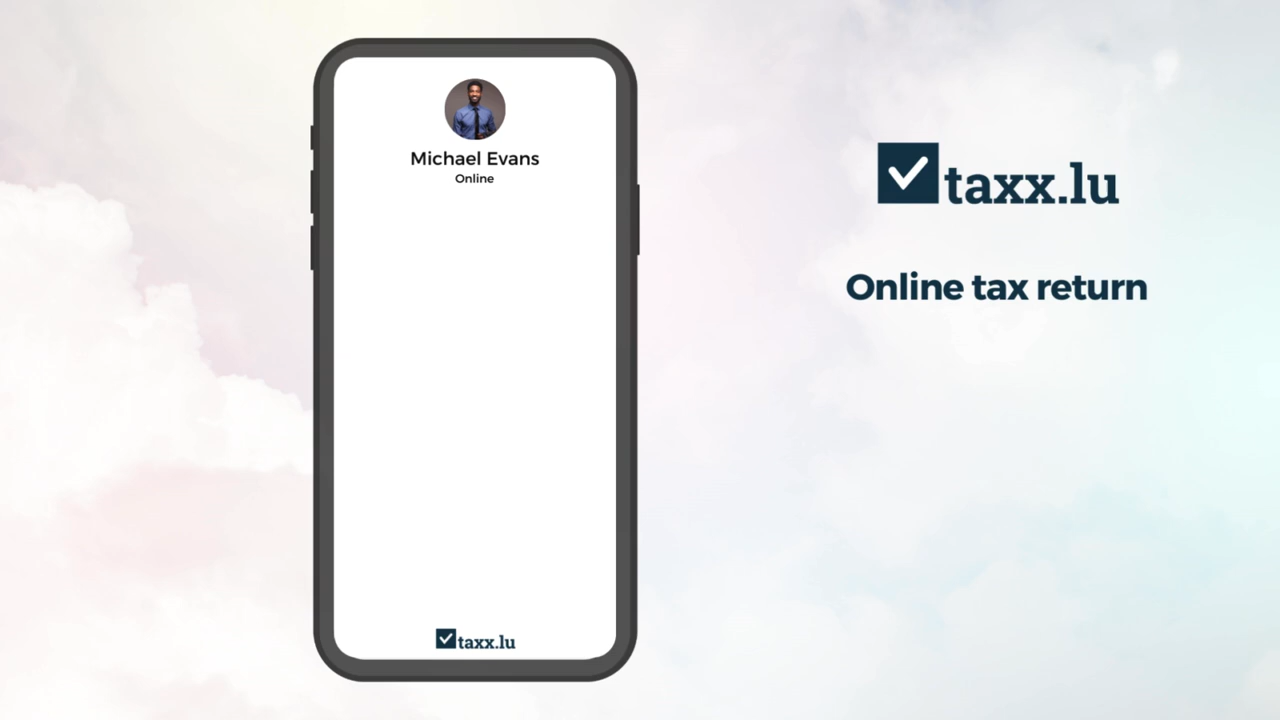 Michael Evans
Online
taxx.lu
taxx.lu
Online tax return